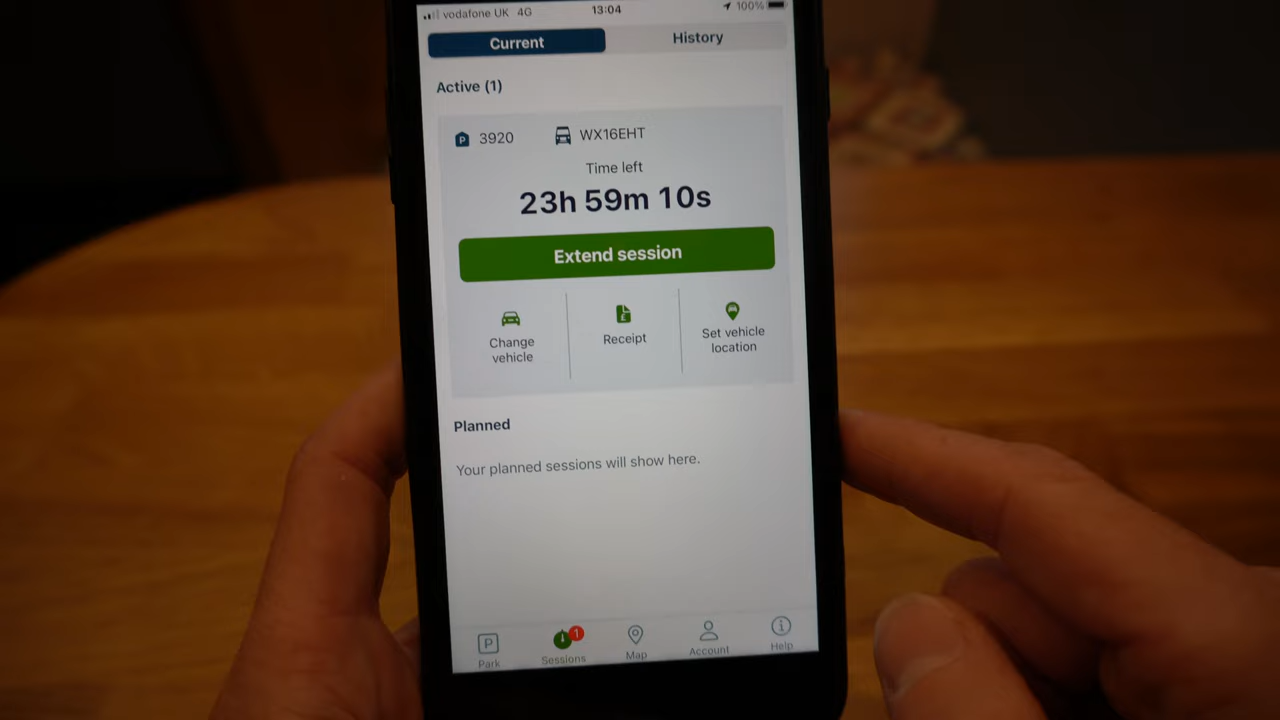 vodafone UK 4G 13:04 100%
Current History
Active (1)
P 3920 WX16EHT
Time left
23h 59m 10s
Extend session
Change vehicle
Receipt
Set vehicle location
Planned
Your planned sessions will show here.
1
P
Park Sessions Map Account Help